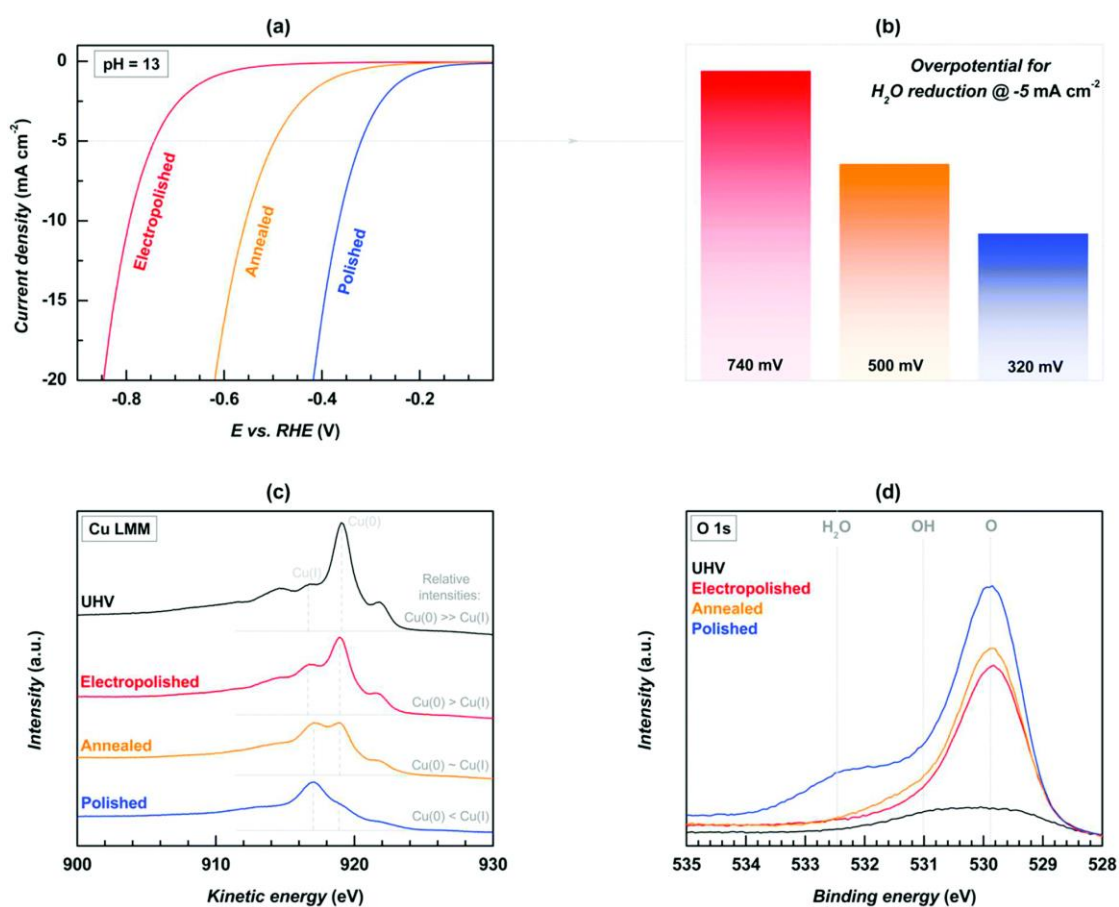 (a)
pH = 13
0
-5
-10
-15
-20
Current density (mA cm⁻²)
Electropolished
Annealed
Polished
-0.8
-0.6
-0.4
-0.2
E vs. RHE (V)
(b)
Overpotential for
H₂O reduction @ -5 mA cm⁻²
740 mV
500 mV
320 mV
(c)
Cu LMM
Cu(0)
Cu(I)
Relative
intensities:
UHV
Cu(0) >> Cu(I)
Electropolished
Cu(0) > Cu(I)
Annealed
Cu(0) ~ Cu(I)
Polished
Cu(0) < Cu(I)
Intensity (a.u.)
900
910
920
930
Kinetic energy (eV)
(d)
O 1s
H₂O
OH
O
UHV
Electropolished
Annealed
Polished
Intensity (a.u.)
535
534
533
532
531
530
529
528
Binding energy (eV)